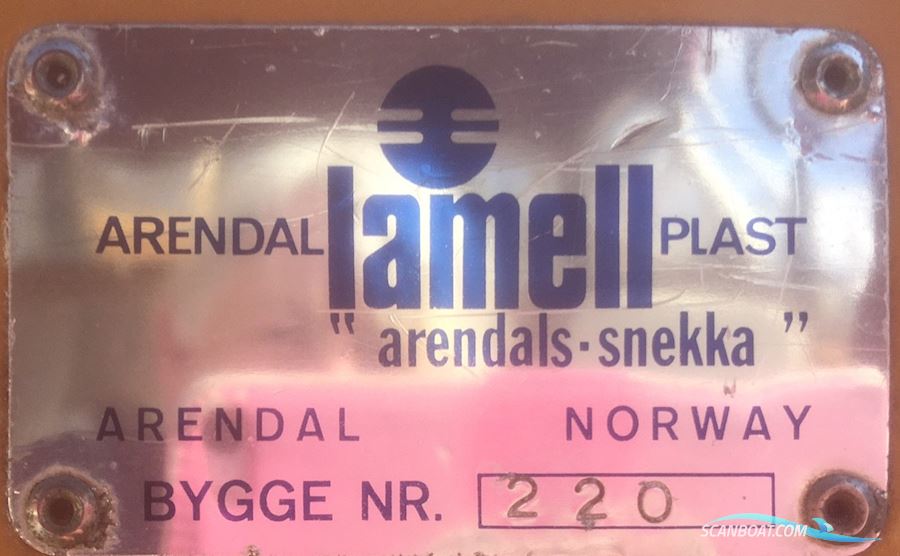 ARENDAL lamell PLAST
" arendals·snekka "
ARENDAL NORWAY
BYGGE NR. 220
SCANBOAT.COM